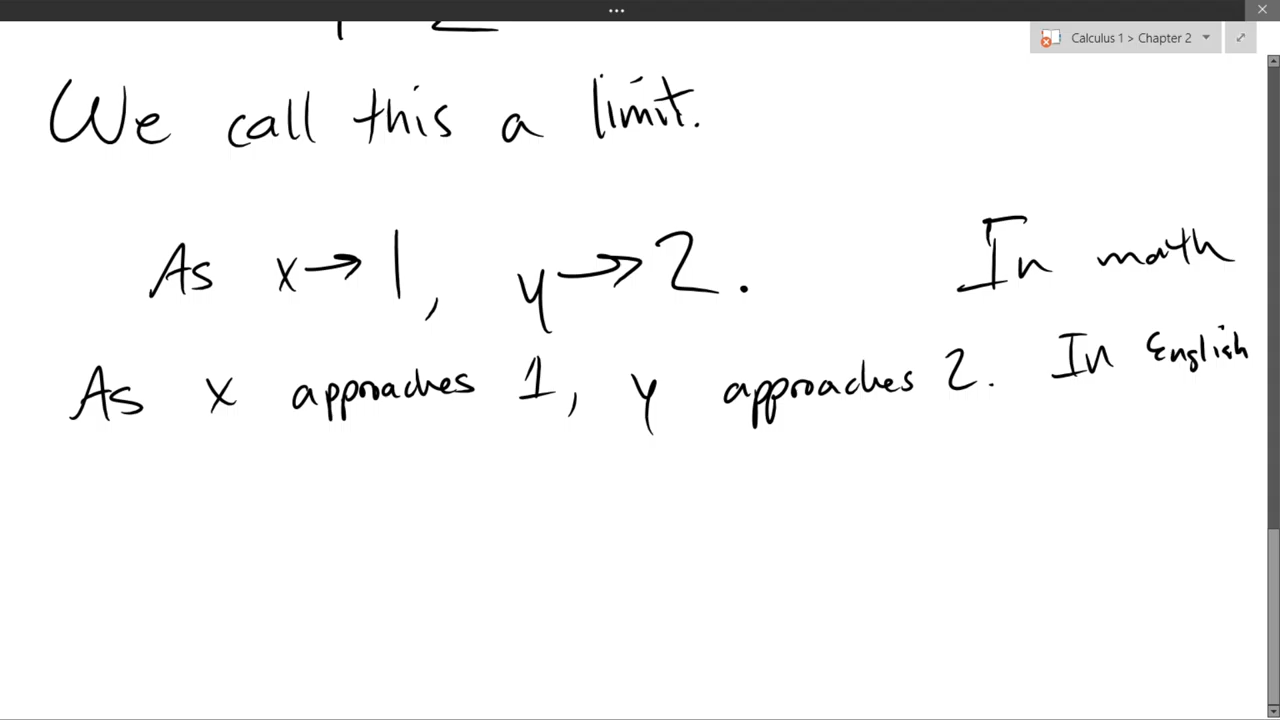 Calculus 1 > Chapter 2
We call this a limit.
As x→1, y→2. In math
As x approaches 1, y approaches 2. In English